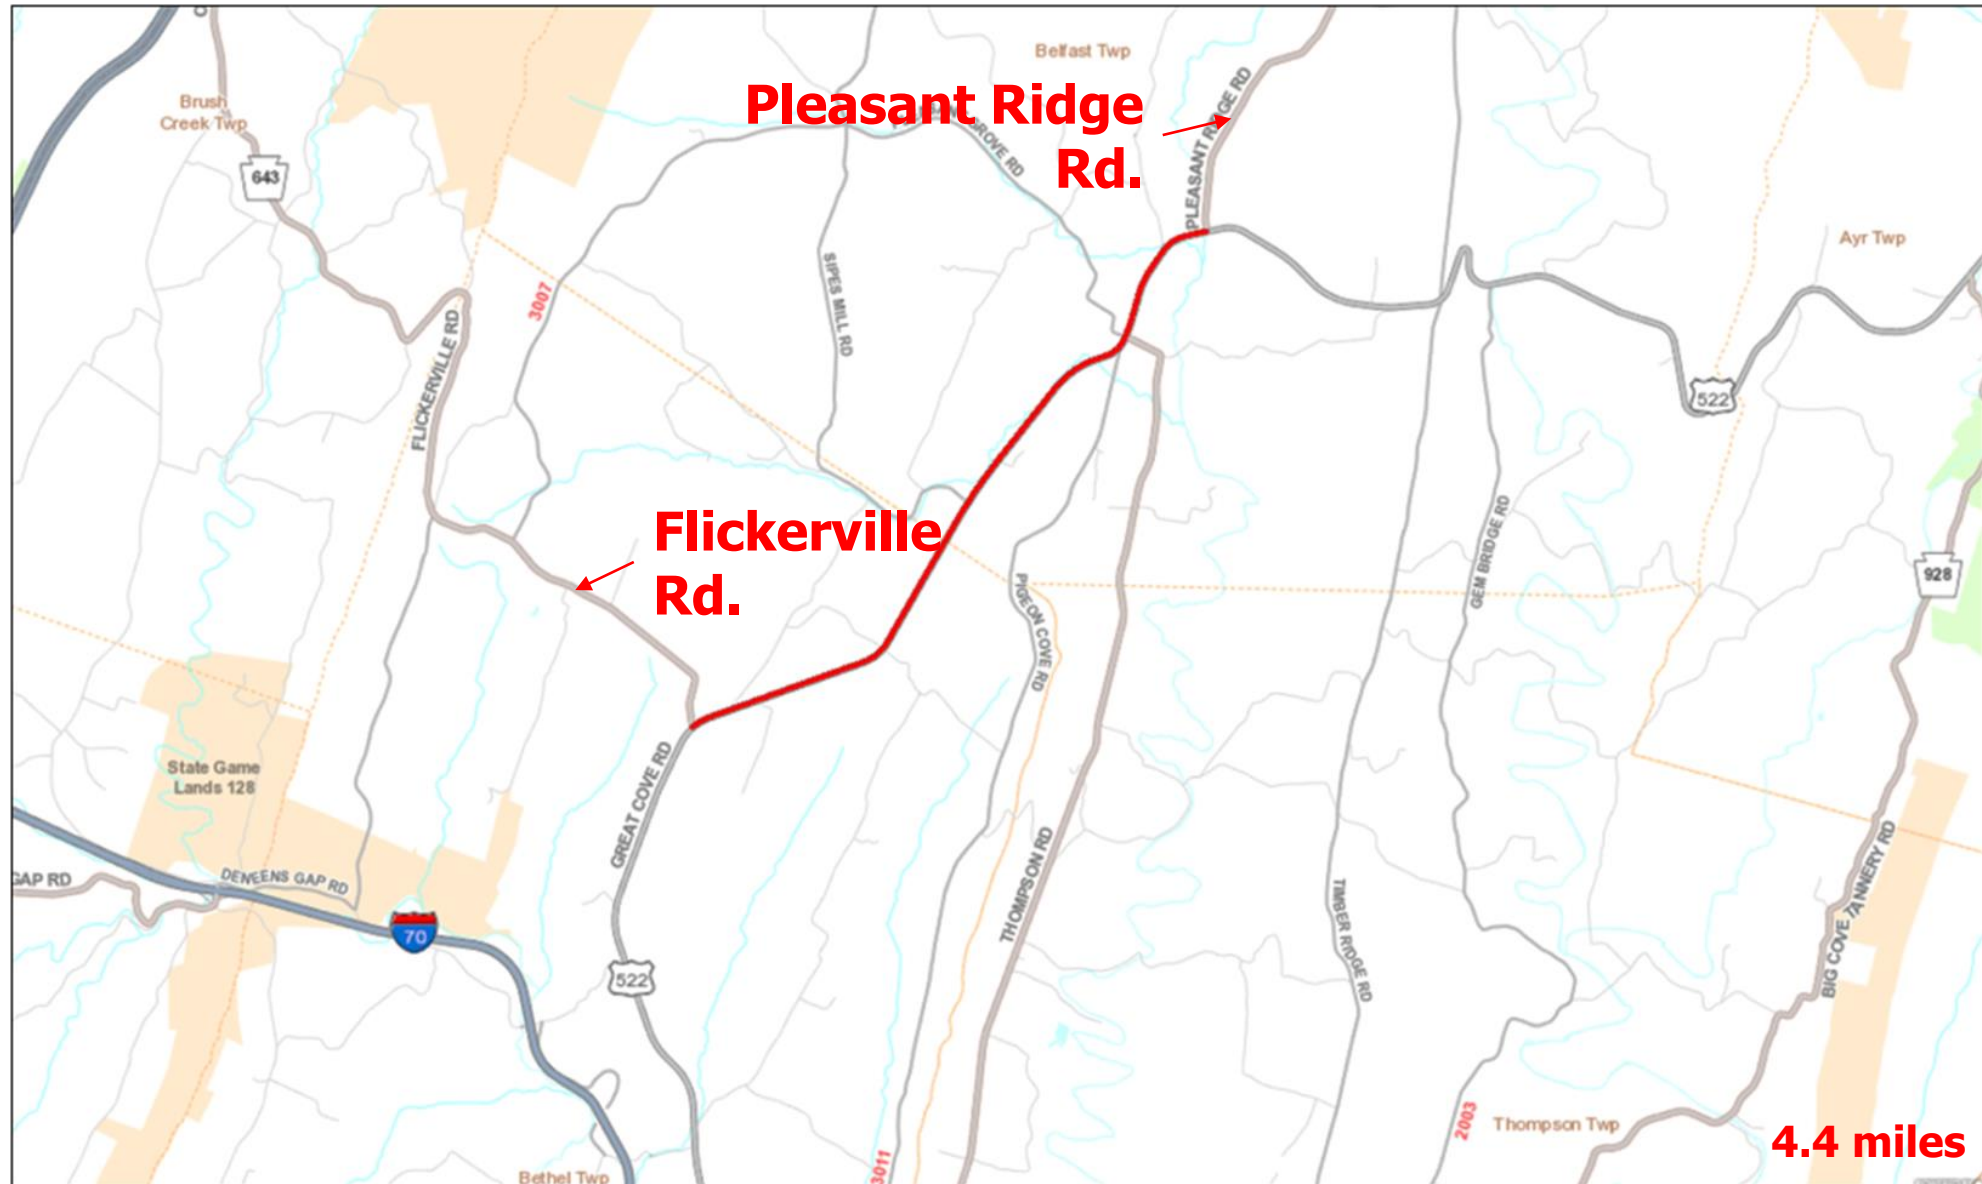 Belfast Twp
Brush
Creek Twp
Pleasant Ridge
Rd.
GROVE RD
PLEASANT RIDGE RD
643
Ayr Twp
SIPES MILL RD
3007
FLICKERVILLE RD
522
Flickerville
Rd.
GEM BRIDGE RD
928
PIGEON COVE RD
State Game
Lands 128
GREAT COVE RD
GAP RD
DENEENS GAP RD
THOMPSON RD
TIMBER RIDGE RD
BIG COVE TANNERY RD
70
522
2003
Thompson Twp
4.4 miles
Bethel Twp
3011